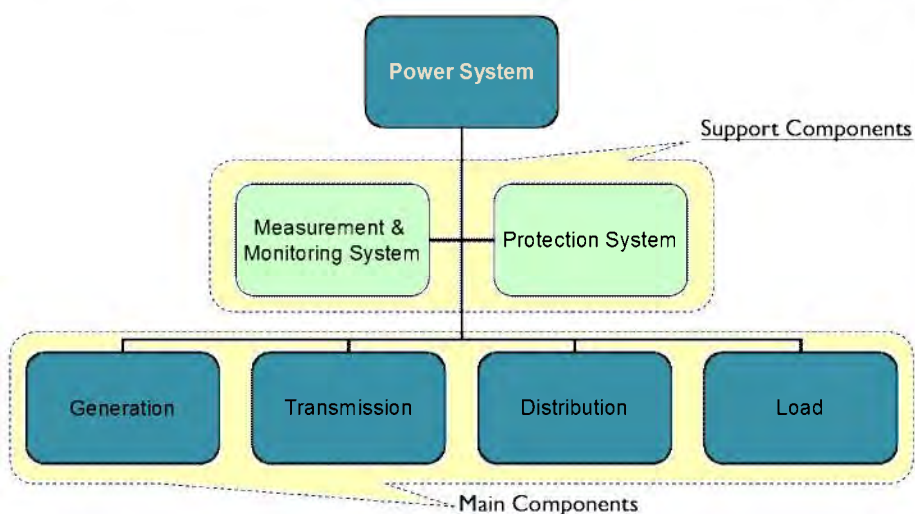 Power System
Support Components
Measurement &
Monitoring System
Protection System
Generation
Transmission
Distribution
Load
Main Components